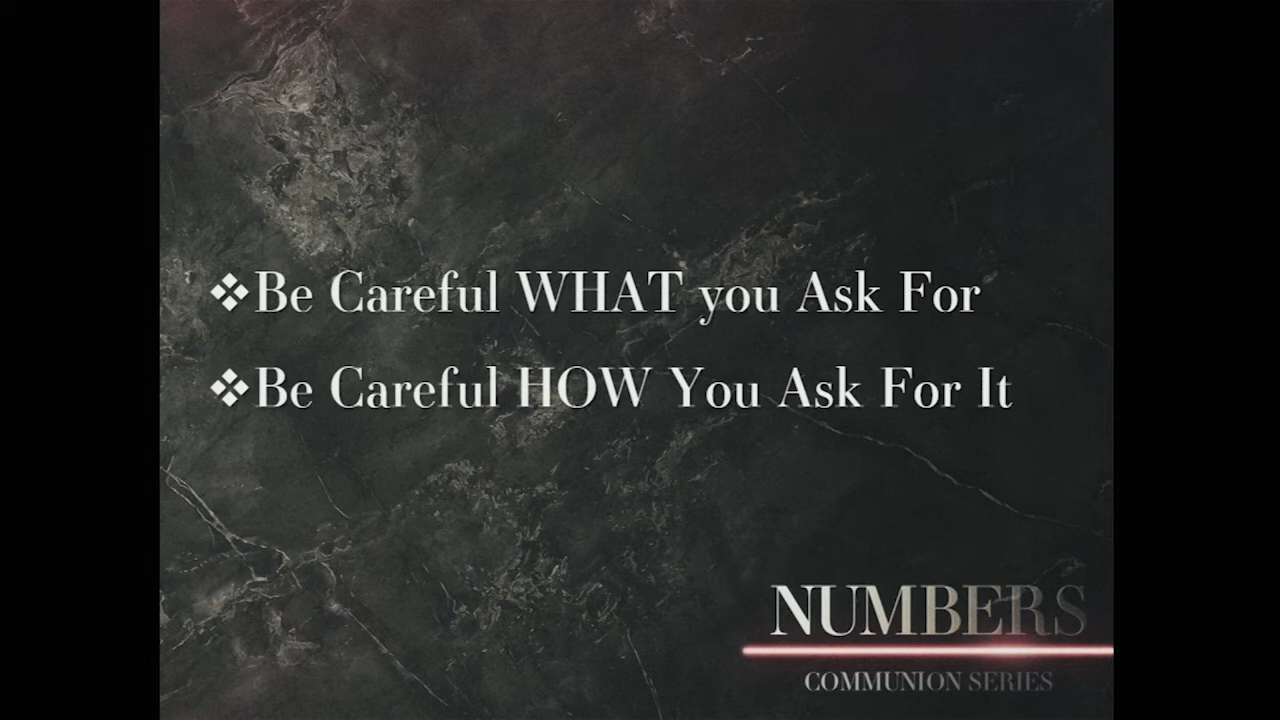 ❖Be Careful WHAT you Ask For
❖Be Careful HOW You Ask For It
NUMBERS
COMMUNION SERIES